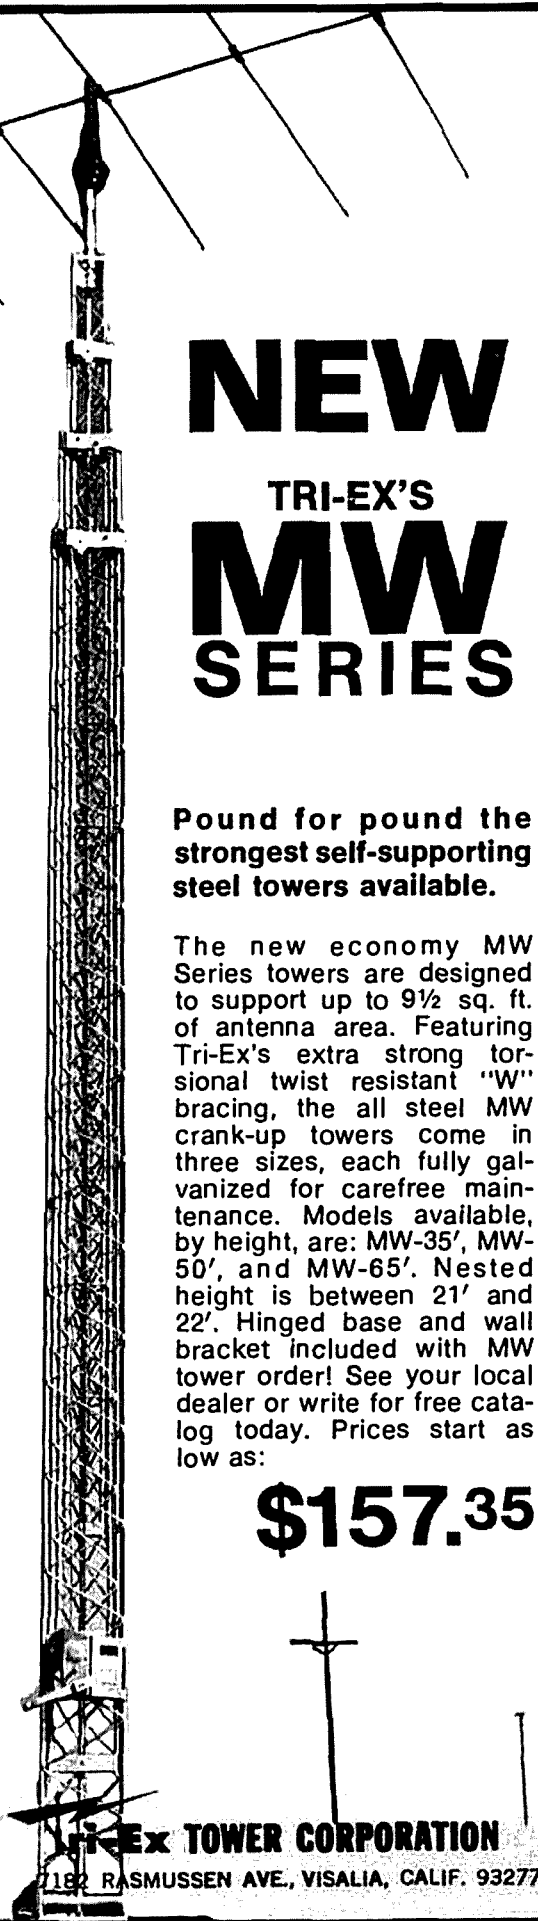 NEW
TRI-EX'S
MW
SERIES
Pound for pound the
strongest self-supporting
steel towers available.
The new economy MW
Series towers are designed
to support up to 9½ sq. ft.
of antenna area. Featuring
Tri-Ex's extra strong tor-
sional twist resistant "W"
bracing, the all steel MW
crank-up towers come in
three sizes, each fully gal-
vanized for carefree main-
tenance. Models available,
by height, are: MW-35', MW-
50', and MW-65'. Nested
height is between 21' and
22'. Hinged base and wall
bracket included with MW
tower order! See your local
dealer or write for free cata-
log today. Prices start as
low as:
$157.35
Tri-Ex TOWER CORPORATION
7182 RASMUSSEN AVE., VISALIA, CALIF. 93277